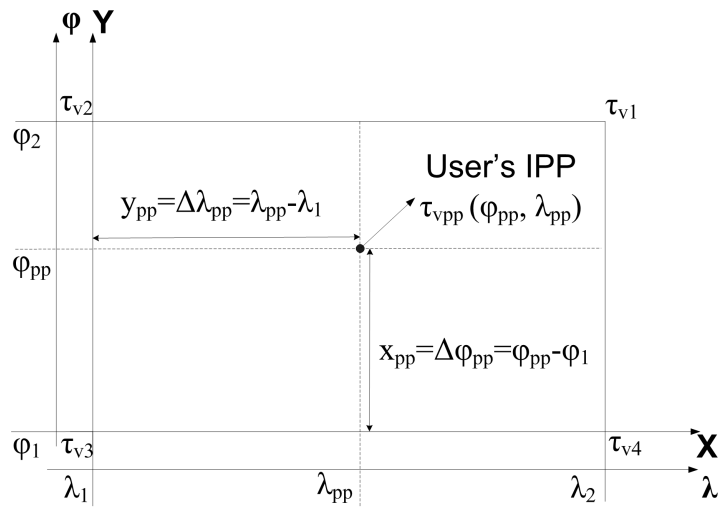 φ Y
τv2 τv1
φ2
User's IPP
ypp=Δλpp=λpp-λ1
τvpp (φpp, λpp)
φpp
xpp=Δφpp=φpp-φ1
φ1 τv3 τv4 X
λ1 λpp λ2 λ